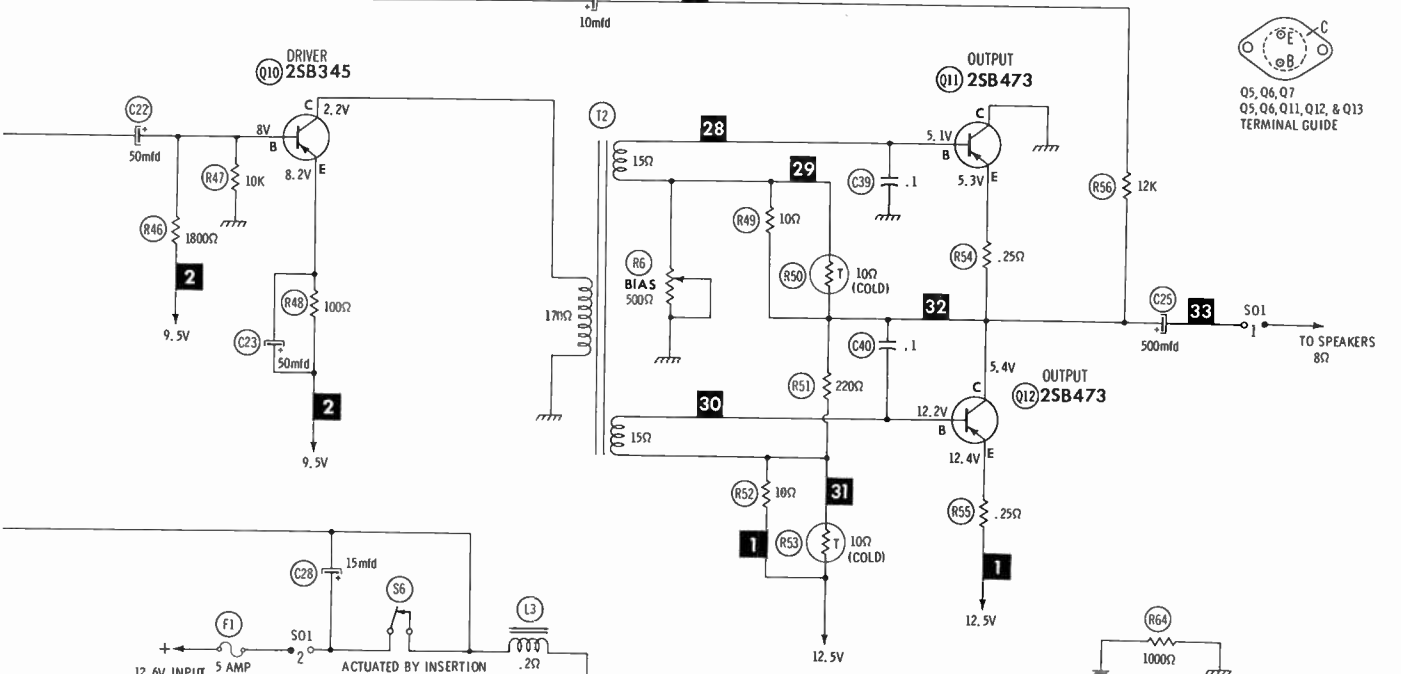 10mfd
DRIVER
Q10 2SB345
C22
50mfd
8V
B
C
2.2V
8.2V
E
R47
10K
R46
1800Ω
2
9.5V
R48
100Ω
C23
50mfd
2
9.5V
T2
170Ω
15Ω
28
29
R6
BIAS
500Ω
R49
10Ω
R50
T
10Ω
(COLD)
C39
.1
OUTPUT
Q11 2SB473
C
5.1V
B
5.3V
E
R54
.25Ω
R56
12K
32
C40
.1
C25
500mfd
33
SO1
1
TO SPEAKERS
8Ω
R51
220Ω
5.4V
OUTPUT
Q12 2SB473
C
12.2V
B
12.4V
E
30
15Ω
R52
10Ω
31
1
R53
T
10Ω
(COLD)
12.5V
R55
.25Ω
1
12.5V
E
C
B
Q5, Q6, Q7
Q5, Q6, Q11, Q12, & Q13
TERMINAL GUIDE
C28
15mfd
S6
L3
.2Ω
F1
5 AMP
SO1
2
+
12.6V INPUT
ACTUATED BY INSERTION
R64
1000Ω